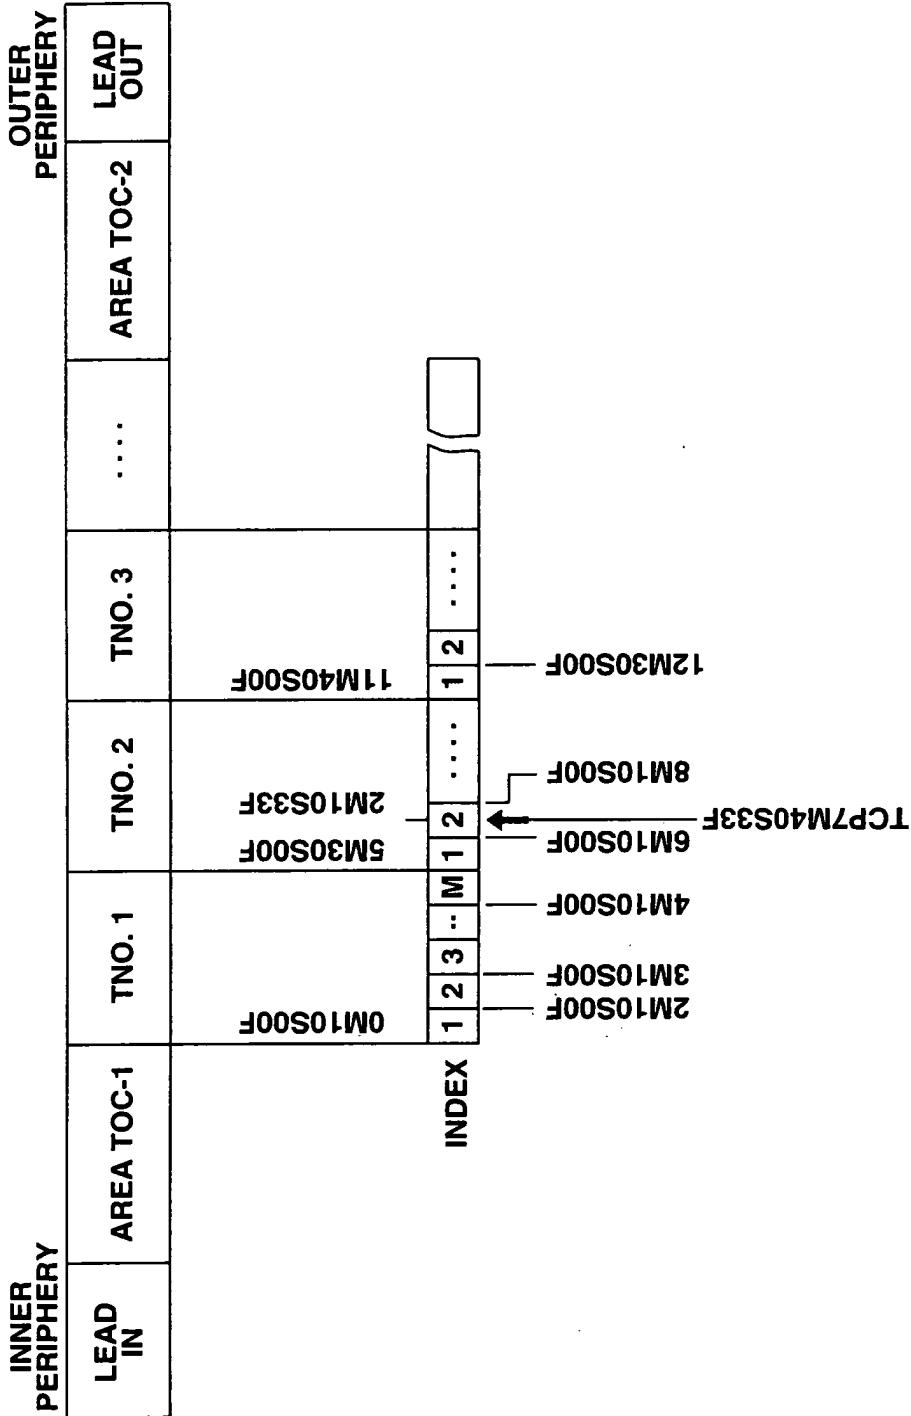 INNER
PERIPHERY
OUTER
PERIPHERY
LEAD
IN
AREA TOC-1
TNO. 1
TNO. 2
TNO. 3
....
AREA TOC-2
LEAD
OUT
0M10S00F
5M30S00F
2M10S33F
11M40S00F
INDEX
1
2
3
..
M
1
2
....
1
2
....
2M10S00F
3M10S00F
4M10S00F
6M10S00F
8M10S00F
12M30S00F
TCP7M40S33F